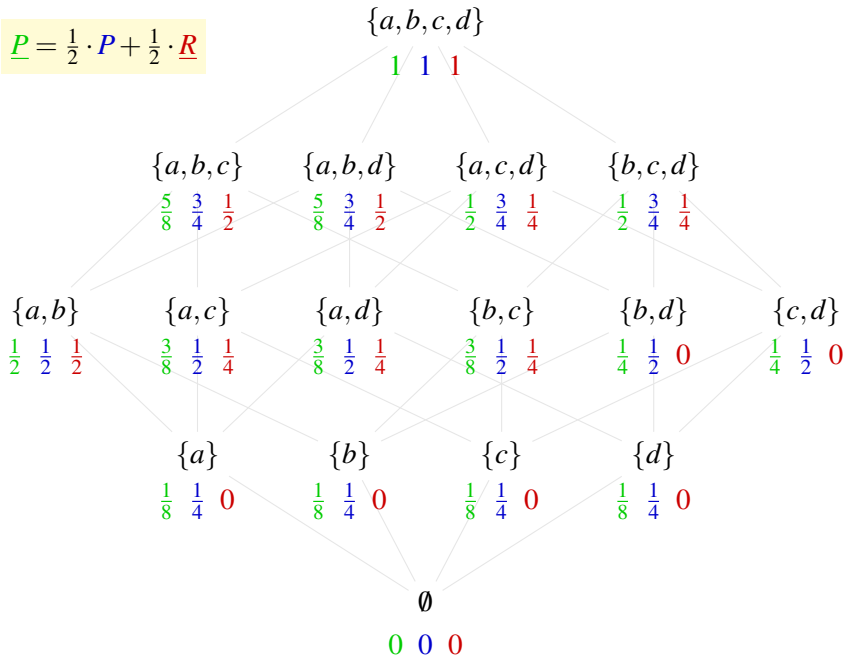 {a,b,c,d}
P = 1/2 · P + 1/2 · R
1 1 1
{a,b,c} {a,b,d} {a,c,d} {b,c,d}
5/8 3/4 1/2 5/8 3/4 1/2 1/2 3/4 1/4 1/2 3/4 1/4
{a,b} {a,c} {a,d} {b,c} {b,d} {c,d}
1/2 1/2 1/2 3/8 1/2 1/4 3/8 1/2 1/4 3/8 1/2 1/4 1/4 1/2 0 1/4 1/2 0
{a} {b} {c} {d}
1/8 1/4 0 1/8 1/4 0 1/8 1/4 0 1/8 1/4 0
∅
0 0 0